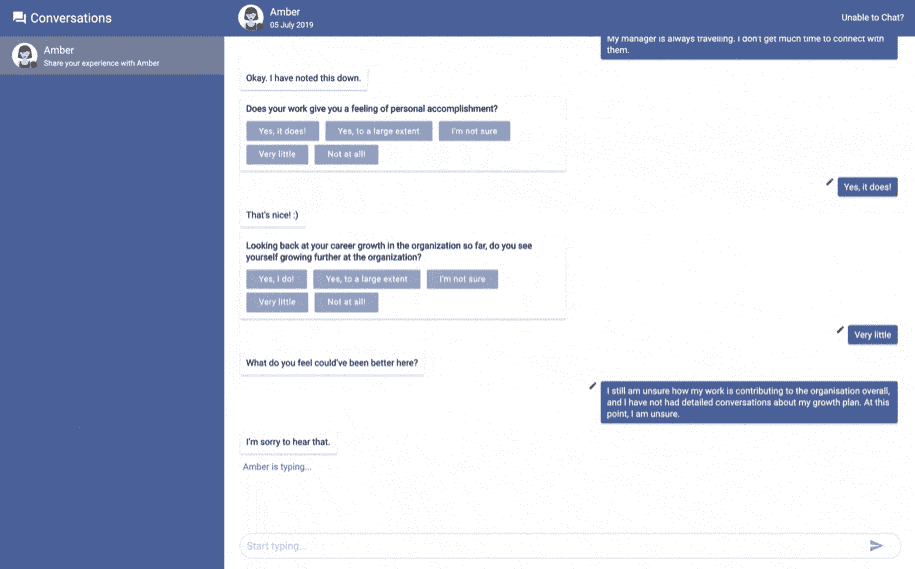 Conversations
Amber
Share your experience with Amber
Amber
05 July 2019
Unable to Chat?
My manager is always travelling. I don't get much time to connect with
them.
Okay. I have noted this down.
Does your work give you a feeling of personal accomplishment?
Yes, it does!
Yes, to a large extent
I'm not sure
Very little
Not at all!
Yes, it does!
That's nice! :)
Looking back at your career growth in the organization so far, do you see
yourself growing further at the organization?
Yes, I do!
Yes, to a large extent
I'm not sure
Very little
Not at all!
Very little
What do you feel could've been better here?
I still am unsure how my work is contributing to the organisation overall,
and I have not had detailed conversations about my growth plan. At this
point, I am unsure.
I'm sorry to hear that.
Amber is typing...
Start typing...